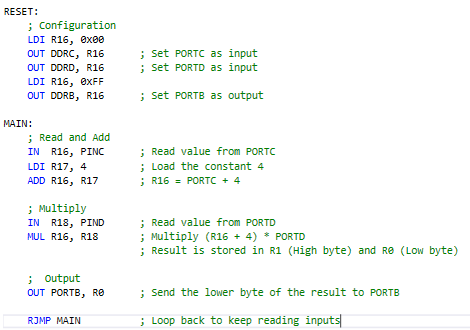 RESET:
; Configuration
LDI R16, 0x00
OUT DDRC, R16 ; Set PORTC as input
OUT DDRD, R16 ; Set PORTD as input
LDI R16, 0xFF
OUT DDRB, R16 ; Set PORTB as output
MAIN:
; Read and Add
IN R16, PINC ; Read value from PORTC
LDI R17, 4 ; Load the constant 4
ADD R16, R17 ; R16 = PORTC + 4
; Multiply
IN R18, PIND ; Read value from PORTD
MUL R16, R18 ; Multiply (R16 + 4) * PORTD
; Result is stored in R1 (High byte) and R0 (Low byte)
; Output
OUT PORTB, R0 ; Send the lower byte of the result to PORTB
RJMP MAIN ; Loop back to keep reading inputs